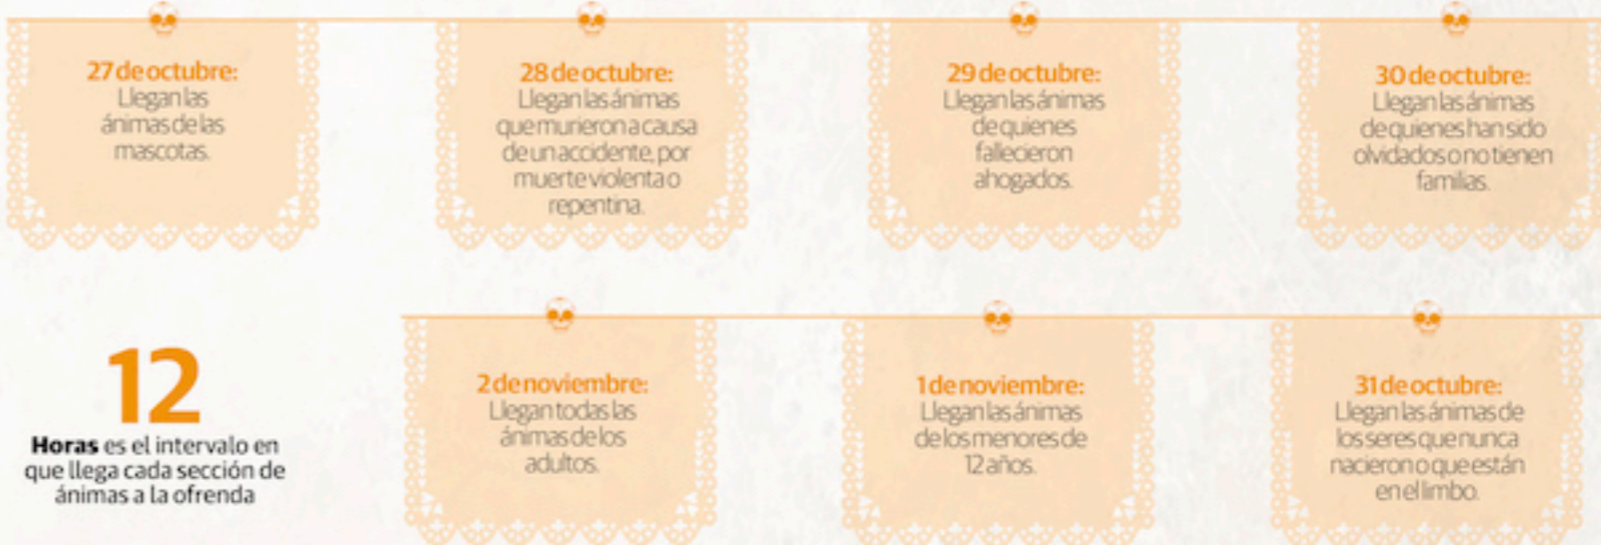 27 de octubre:
Llegan las
ánimas de las
mascotas.
28 de octubre:
Llegan las ánimas
que murieron a causa
de un accidente, por
muerte violenta o
repentina.
29 de octubre:
Llegan las ánimas
de quienes
fallecieron
ahogados.
30 de octubre:
Llegan las ánimas
de quienes han sido
olvidados o no tienen
familias.
31 de octubre:
Llegan las ánimas de
los seres que nunca
nacieron o que están
en el limbo.
1 de noviembre:
Llegan las ánimas
de los menores de
12 años.
2 de noviembre:
Llegan todas las
ánimas de los
adultos.
12
Horas es el intervalo en
que llega cada sección de
ánimas a la ofrenda